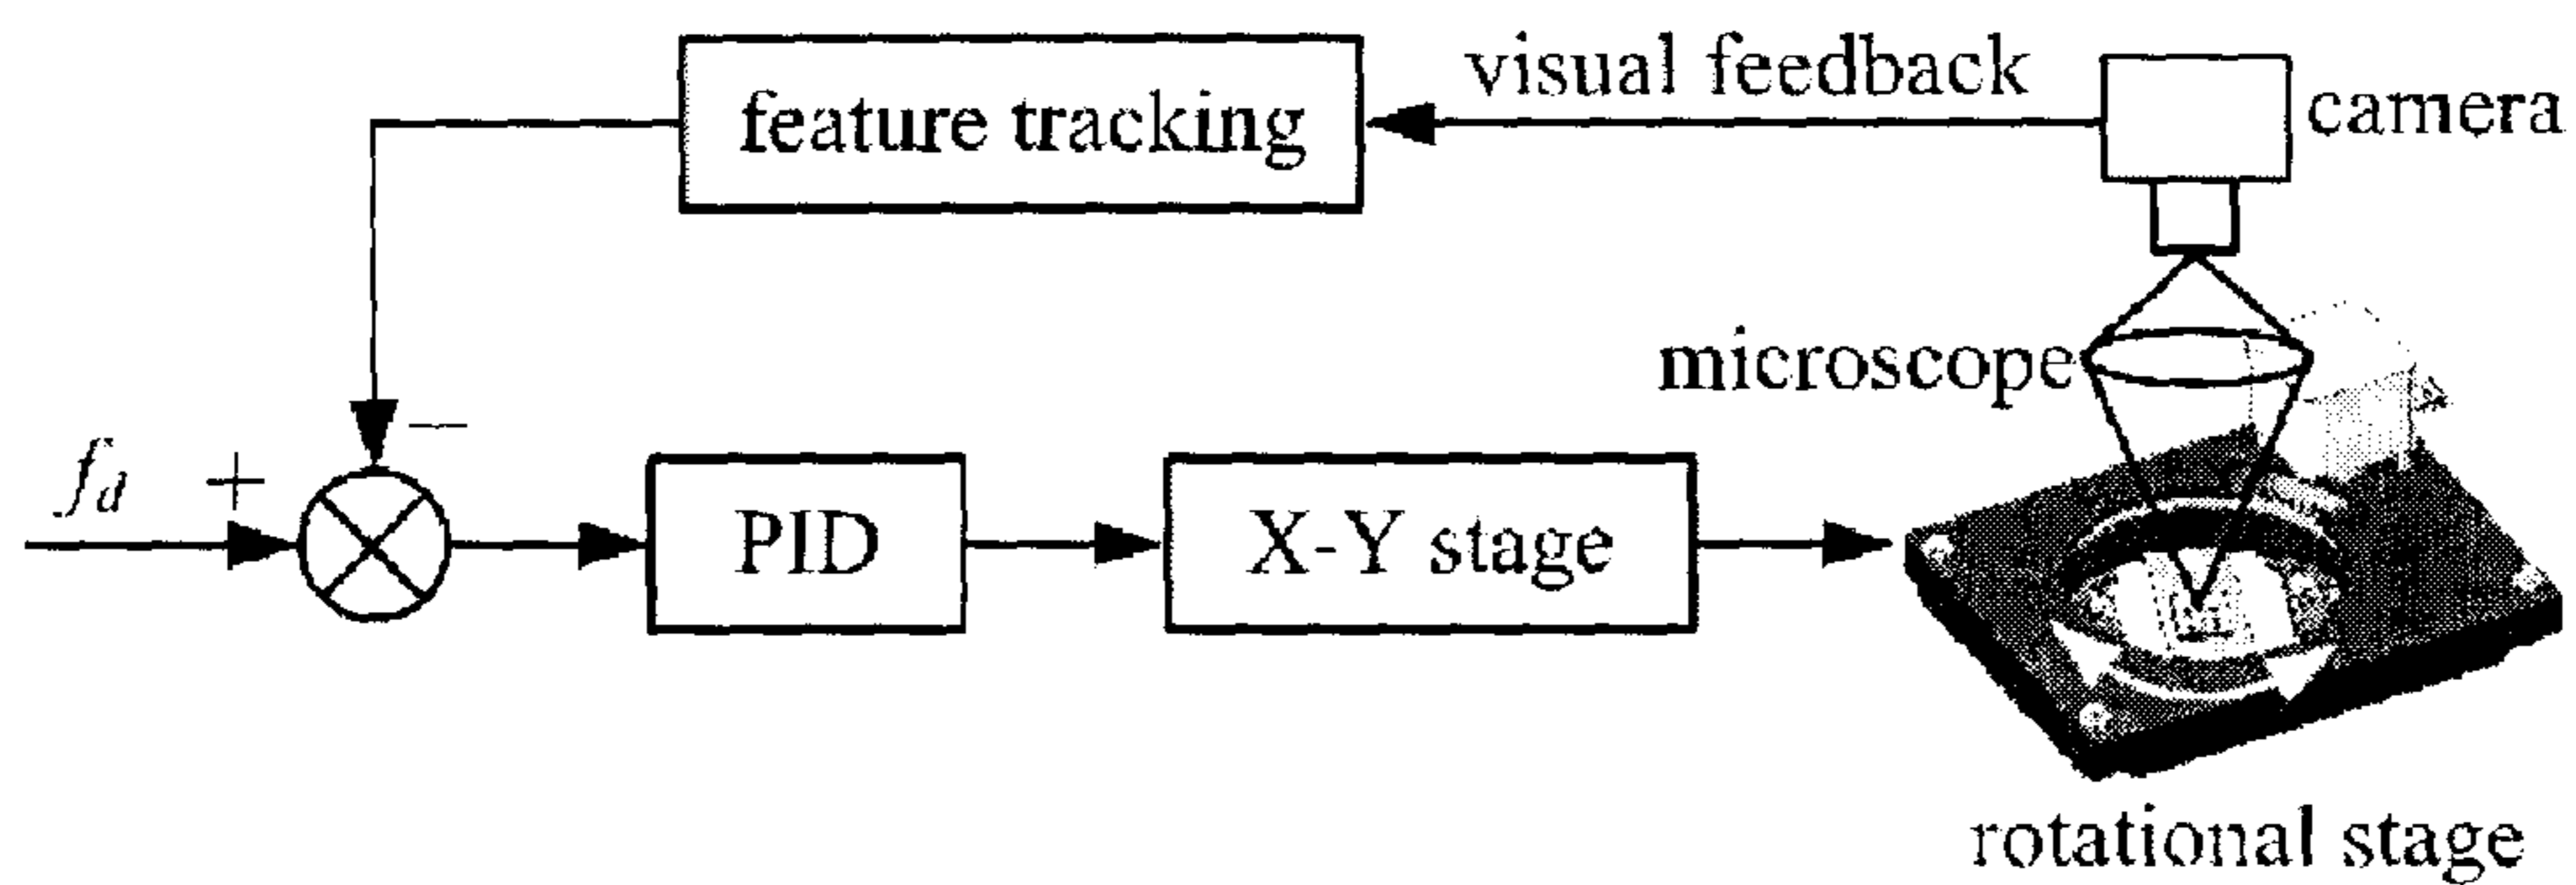 feature tracking
visual feedback
camera
microscope
f_d
+
—
PID
X-Y stage
rotational stage